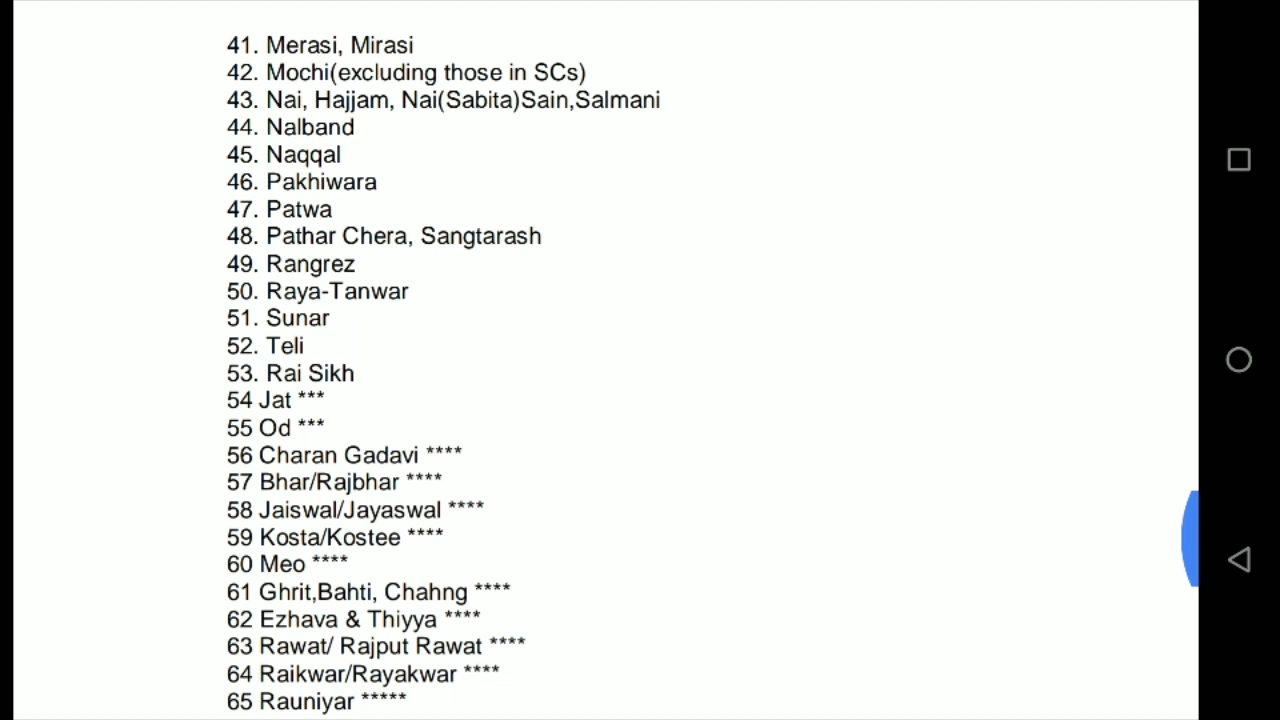 41. Merasi, Mirasi
42. Mochi(excluding those in SCs)
43. Nai, Hajjam, Nai(Sabita)Sain,Salmani
44. Nalband
45. Naqqal
46. Pakhiwara
47. Patwa
48. Pathar Chera, Sangtarash
49. Rangrez
50. Raya-Tanwar
51. Sunar
52. Teli
53. Rai Sikh
54 Jat ***
55 Od ***
56 Charan Gadavi ****
57 Bhar/Rajbhar ****
58 Jaiswal/Jayaswal ****
59 Kosta/Kostee ****
60 Meo ****
61 Ghrit,Bahti, Chahng ****
62 Ezhava & Thiyya ****
63 Rawat/ Rajput Rawat ****
64 Raikwar/Rayakwar ****
65 Rauniyar *****